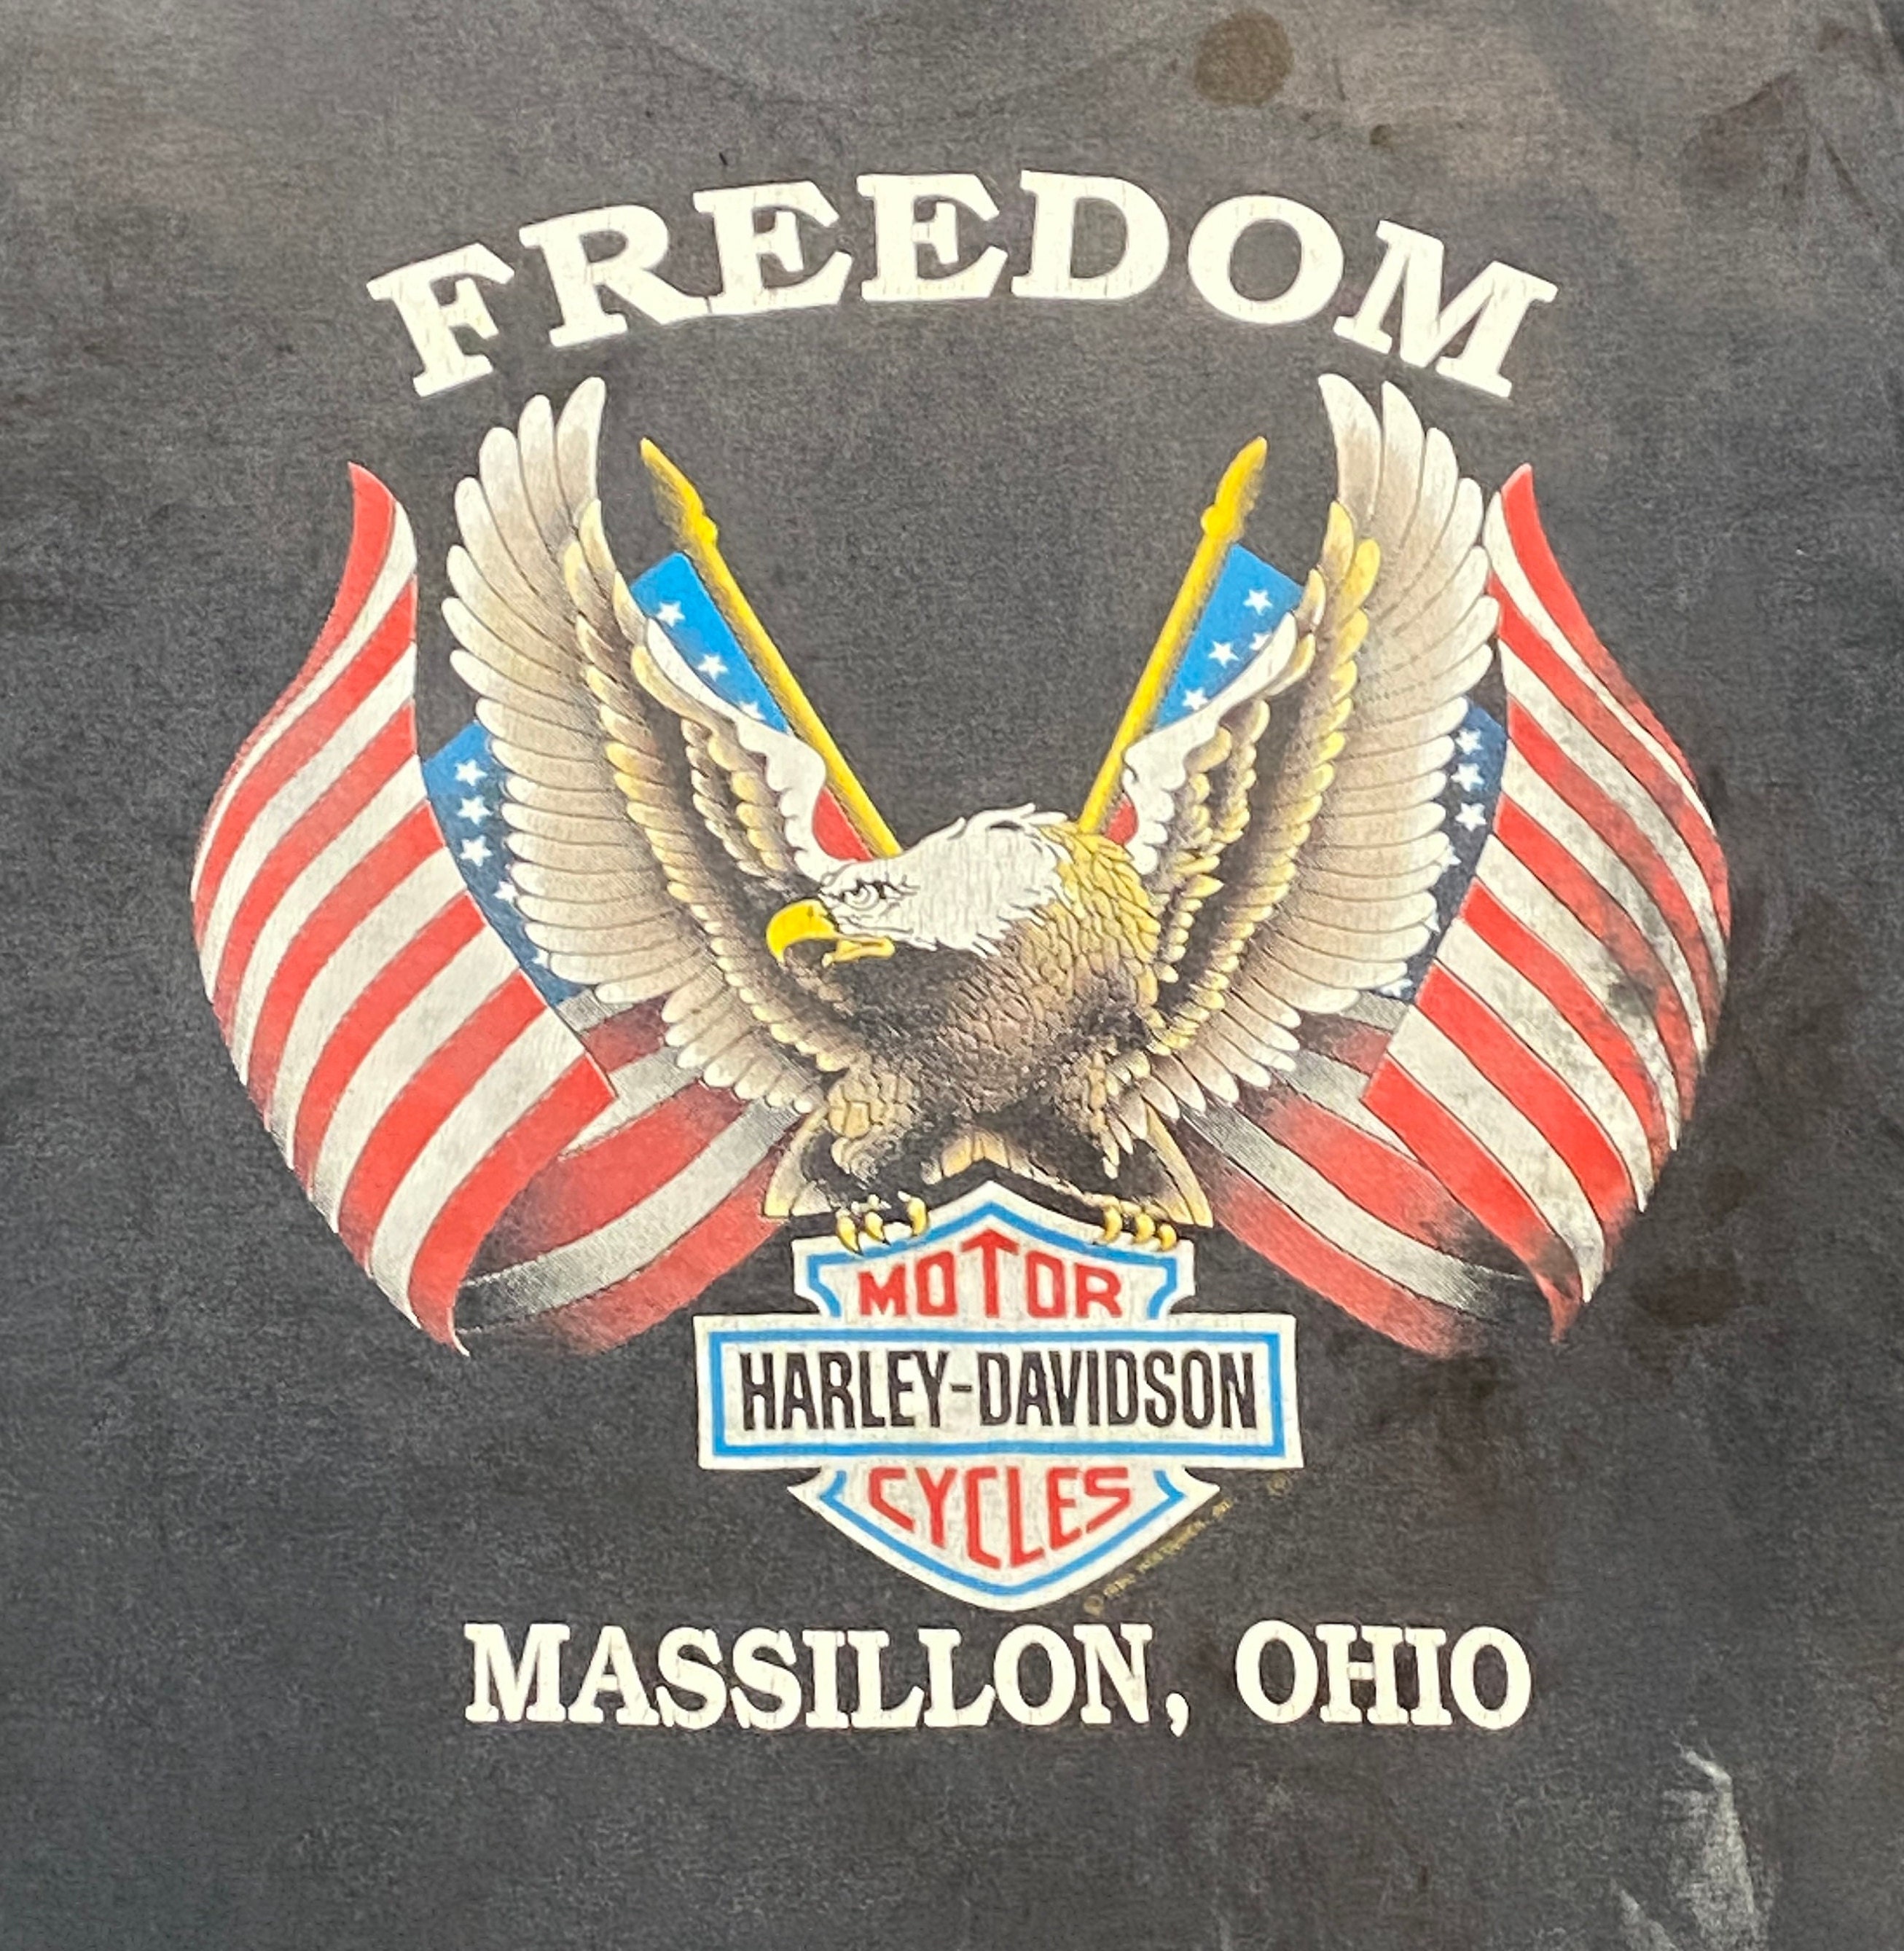 FREEDOM
MOTOR
HARLEY-DAVIDSON
CYCLES
MASSILLON, OHIO